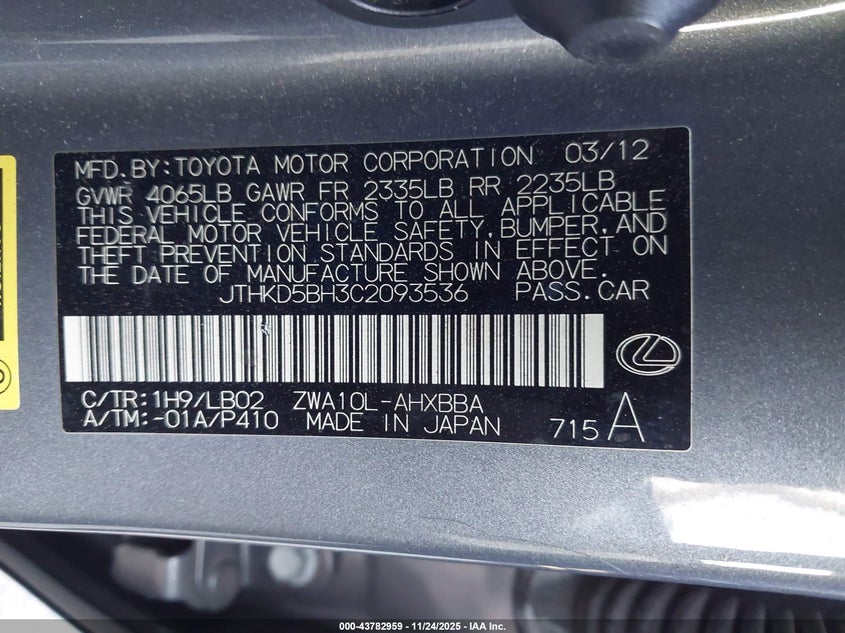 MFD.BY:TOYOTA MOTOR CORPORATION 03/12
GVWR 4065LB GAWR FR 2335LB RR 2235LB
THIS VEHICLE CONFORMS TO ALL APPLICABLE
FEDERAL MOTOR VEHICLE SAFETY,BUMPER,AND
THEFT PREVENTION STANDARDS IN EFFECT ON
THE DATE OF MANUFACTURE SHOWN ABOVE.
JTHKD5BH3C2093536 PASS.CAR
C/TR:1H9/LB02 ZWA10L-AHXBBA
A/TM:-01A/P410 MADE IN JAPAN 715A
000-43782959 - 11/24/2025 - IAA Inc.